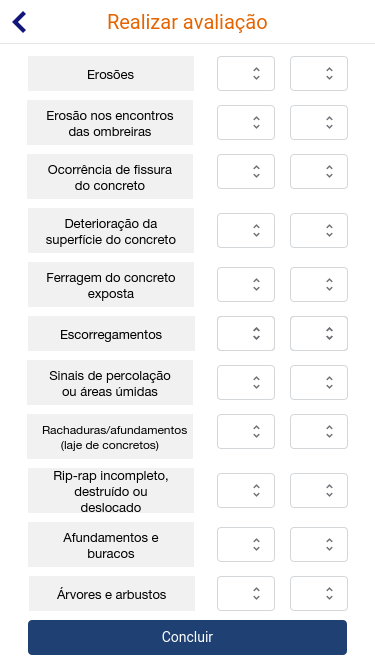 Realizar avaliação
Erosões
Erosão nos encontros
das ombreiras
Ocorrência de fissura
do concreto
Deterioração da
superfície do concreto
Ferragem do concreto
exposta
Escorregamentos
Sinais de percolação
ou áreas úmidas
Rachaduras/afundamentos
(laje de concretos)
Rip-rap incompleto,
destruído ou
deslocado
Afundamentos e
buracos
Árvores e arbustos
Concluir